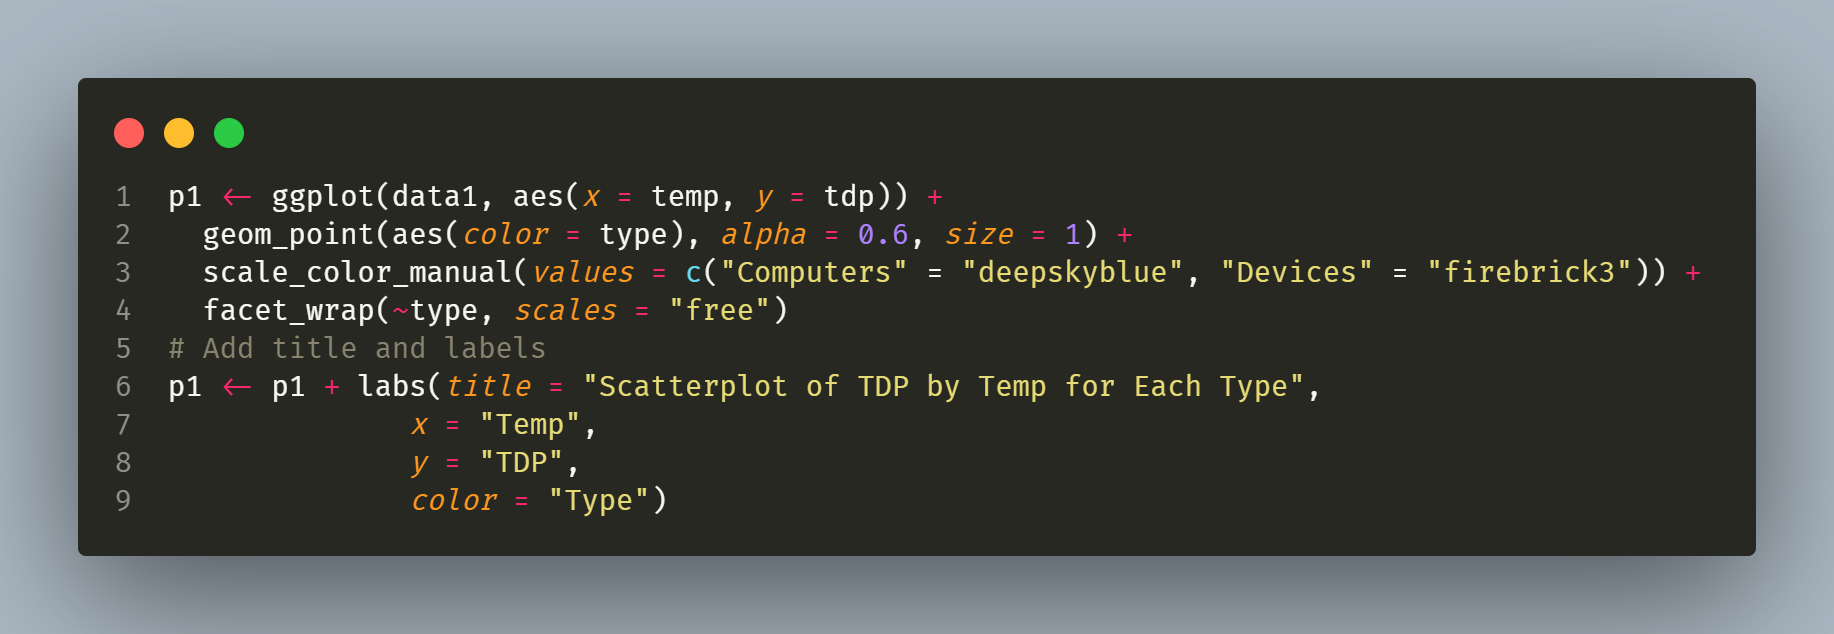 1 p1 <- ggplot(data1, aes(x = temp, y = tdp)) +
2   geom_point(aes(color = type), alpha = 0.6, size = 1) +
3   scale_color_manual(values = c("Computers" = "deepskyblue", "Devices" = "firebrick3")) +
4   facet_wrap(~type, scales = "free")
5 # Add title and labels
6 p1 <- p1 + labs(title = "Scatterplot of TDP by Temp for Each Type",
7               x = "Temp",
8               y = "TDP",
9               color = "Type")